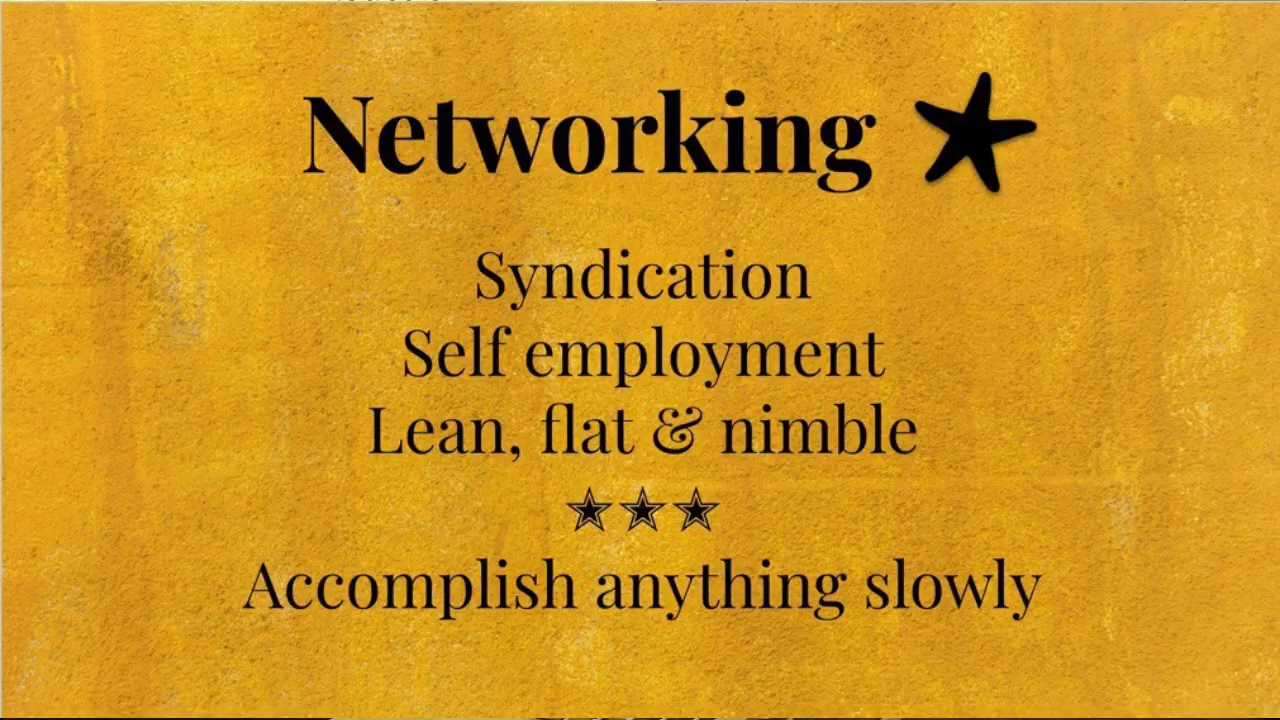 Networking
Syndication
Self employment
Lean, flat & nimble
Accomplish anything slowly